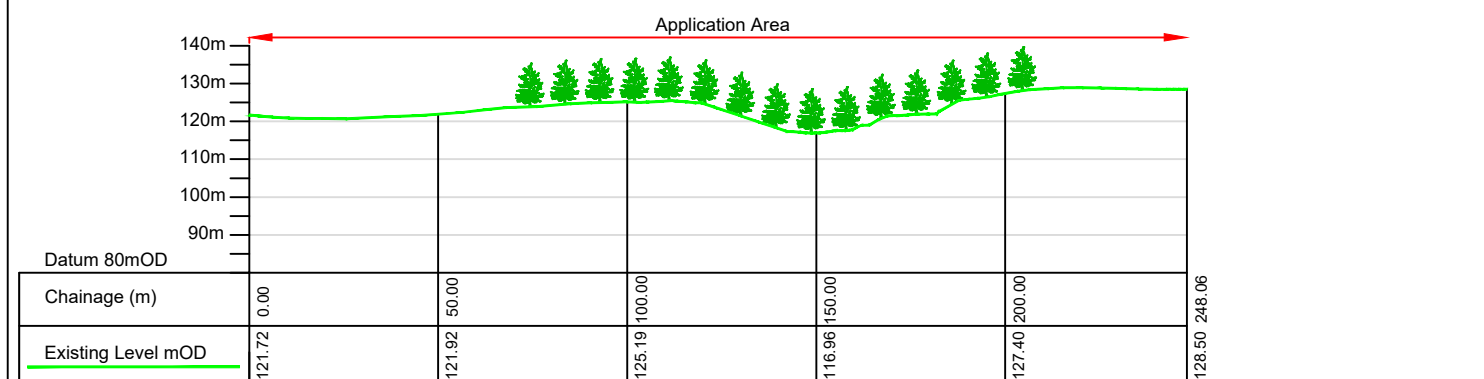 Application Area
140m
130m
120m
110m
100m
90m
Datum 80mOD
Chainage (m) 0.00 50.00 100.00 150.00 200.00 248.06
Existing Level mOD 121.72 121.92 125.19 116.96 127.40 128.50